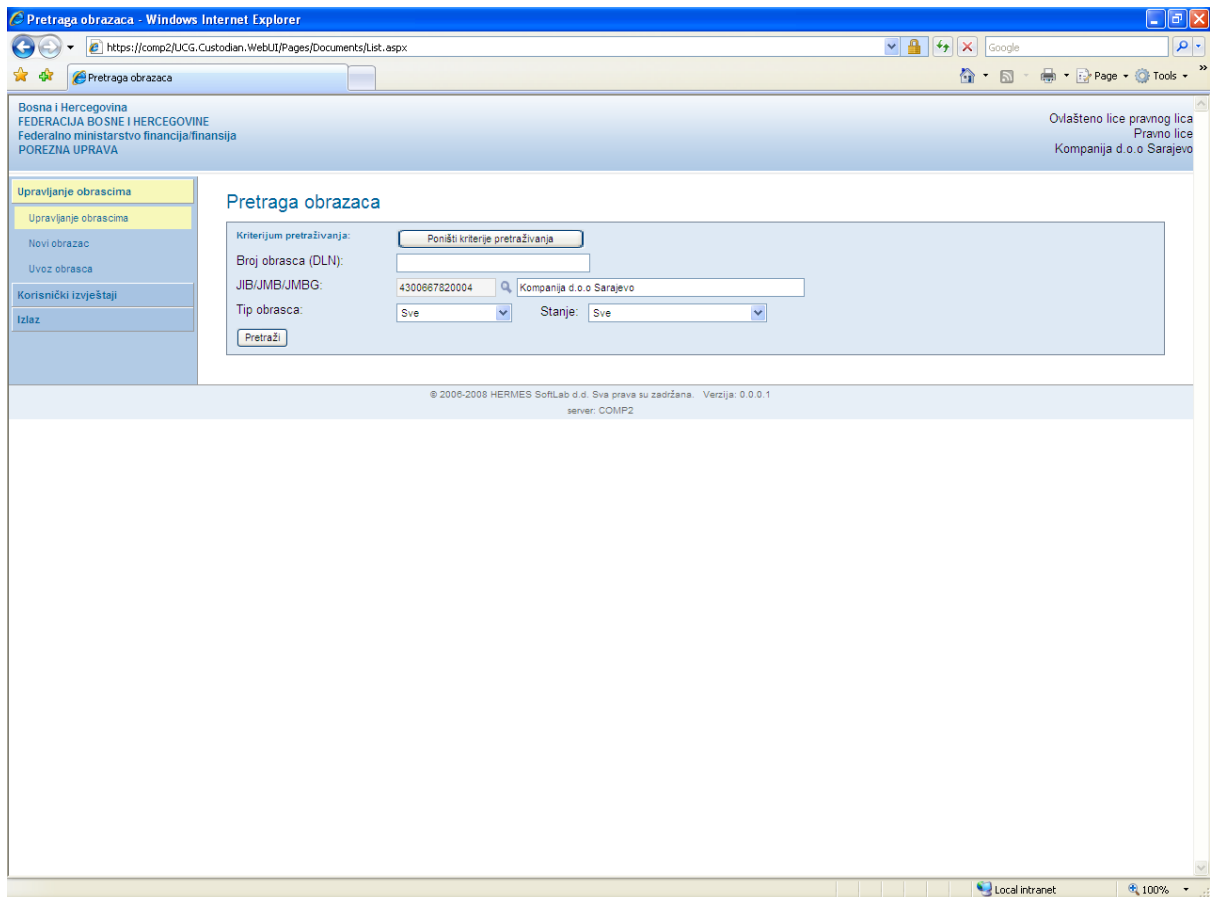 Pretraga obrazaca - Windows Internet Explorer
https://comp2/UCG.Custodian.WebUI/Pages/Documents/List.aspx
Google
Pretraga obrazaca
Page
Tools
Bosna i Hercegovina
FEDERACIJA BOSNE I HERCEGOVINE
Federalno ministarstvo financija/finansija
POREZNA UPRAVA
Ovlašteno lice pravnog lica
Pravno lice
Kompanija d.o.o Sarajevo
Upravljanje obrascima
Upravljanje obrascima
Novi obrazac
Uvoz obrasca
Korisnički izvještaji
Izlaz
Pretraga obrazaca
Kriterijum pretraživanja: Poništi kriterije pretraživanja
Broj obrasca (DLN):
JIB/JMB/JMBG: 4300667820004 Kompanija d.o.o Sarajevo
Tip obrasca: Sve Stanje: Sve
Pretraži
© 2006-2008 HERMES SoftLab d.d. Sva prava su zadržana. Verzija: 0.0.0.1
server: COMP2
Local intranet 100%